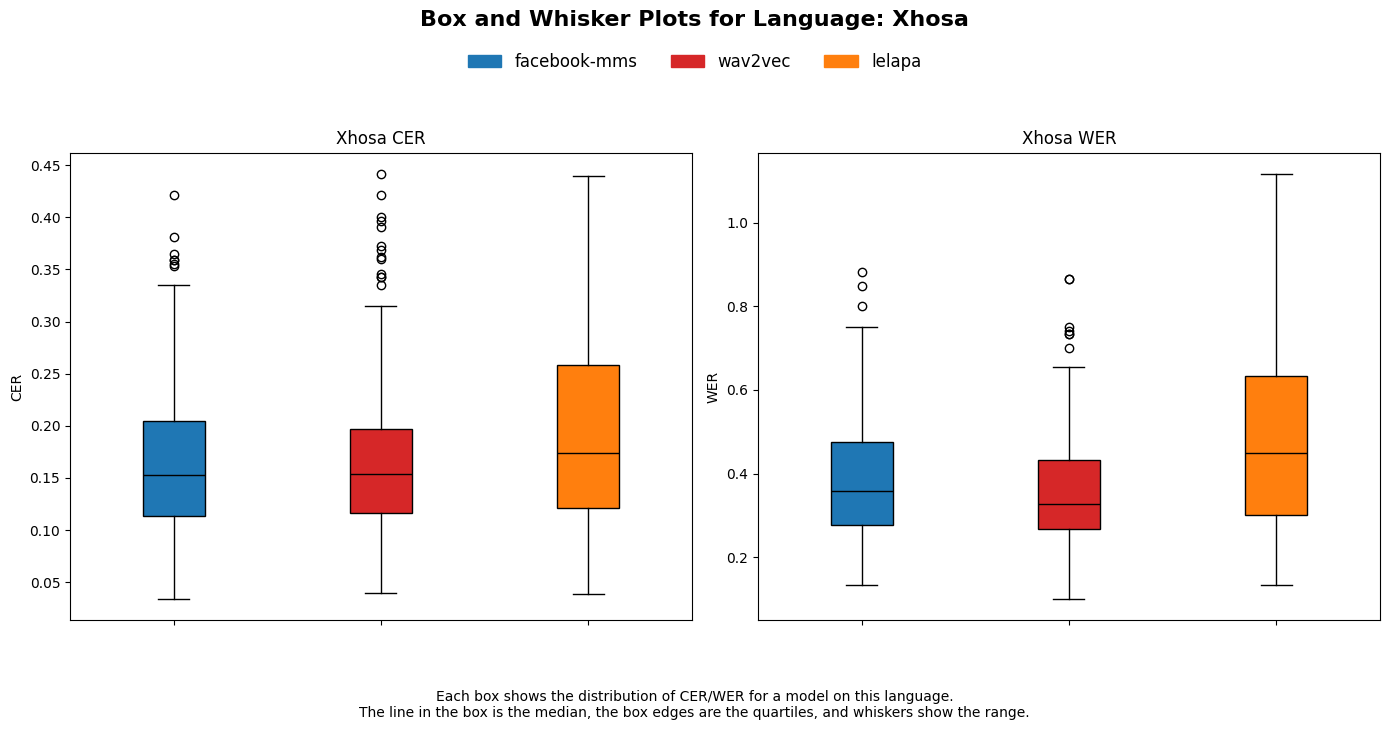 Box and Whisker Plots for Language: Xhosa
facebook-mms wav2vec lelapa
Xhosa CER
0.45
0.40
0.35
0.30
0.25
0.20
0.15
0.10
0.05
CER
Xhosa WER
1.0
0.8
0.6
0.4
0.2
WER
Each box shows the distribution of CER/WER for a model on this language.
The line in the box is the median, the box edges are the quartiles, and whiskers show the range.